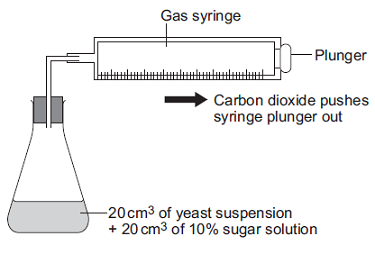 Gas syringe
Plunger
Carbon dioxide pushes
syringe plunger out
20 cm³ of yeast suspension
+ 20 cm³ of 10% sugar solution